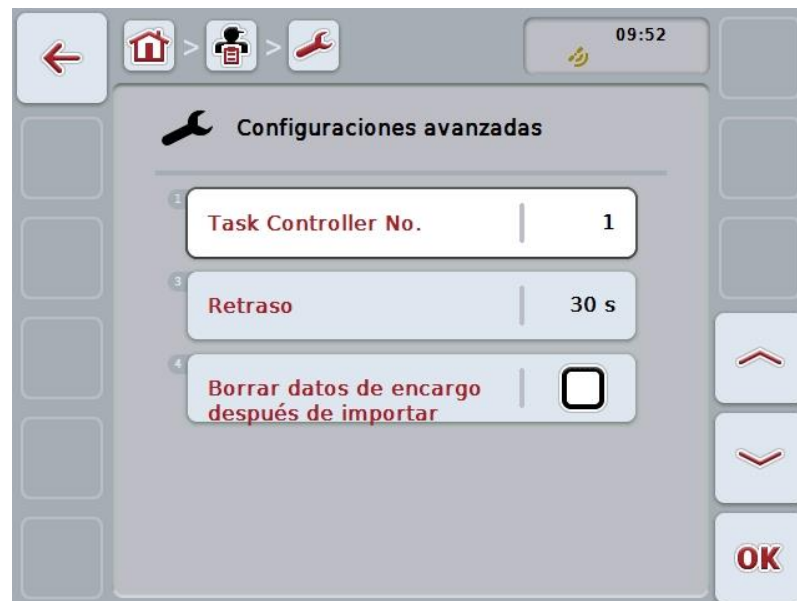 09:52
Configuraciones avanzadas
1
Task Controller No. 1
3
Retraso 30 s
4
Borrar datos de encargo
después de importar
OK